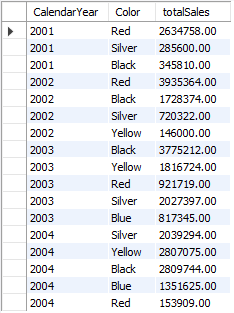 CalendarYear Color totalSales
2001 Red 2634758.00
2001 Silver 285600.00
2001 Black 345810.00
2002 Red 3935364.00
2002 Black 1728374.00
2002 Silver 720322.00
2002 Yellow 146000.00
2003 Black 3775212.00
2003 Yellow 1816724.00
2003 Red 921719.00
2003 Silver 2027397.00
2003 Blue 817345.00
2004 Silver 2039294.00
2004 Yellow 2807075.00
2004 Black 2809744.00
2004 Blue 1351625.00
2004 Red 153909.00